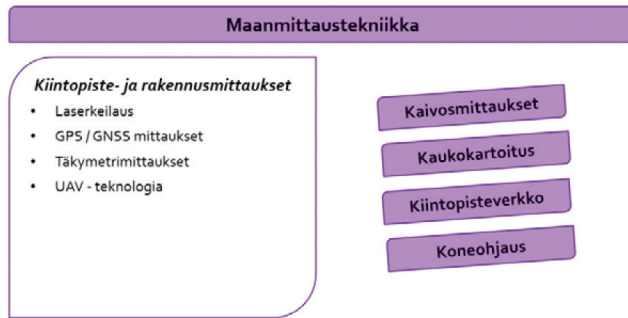 Maanmittaustekniikka
Kiintopiste- ja rakennusmittaukset
• Laserkeilaus
• GPS / GNSS mittaukset
• Täkymetrimittaukset
• UAV - teknologia
Kaivosmittaukset
Kaukokartoitus
Kiintopisteverkko
Koneohjaus